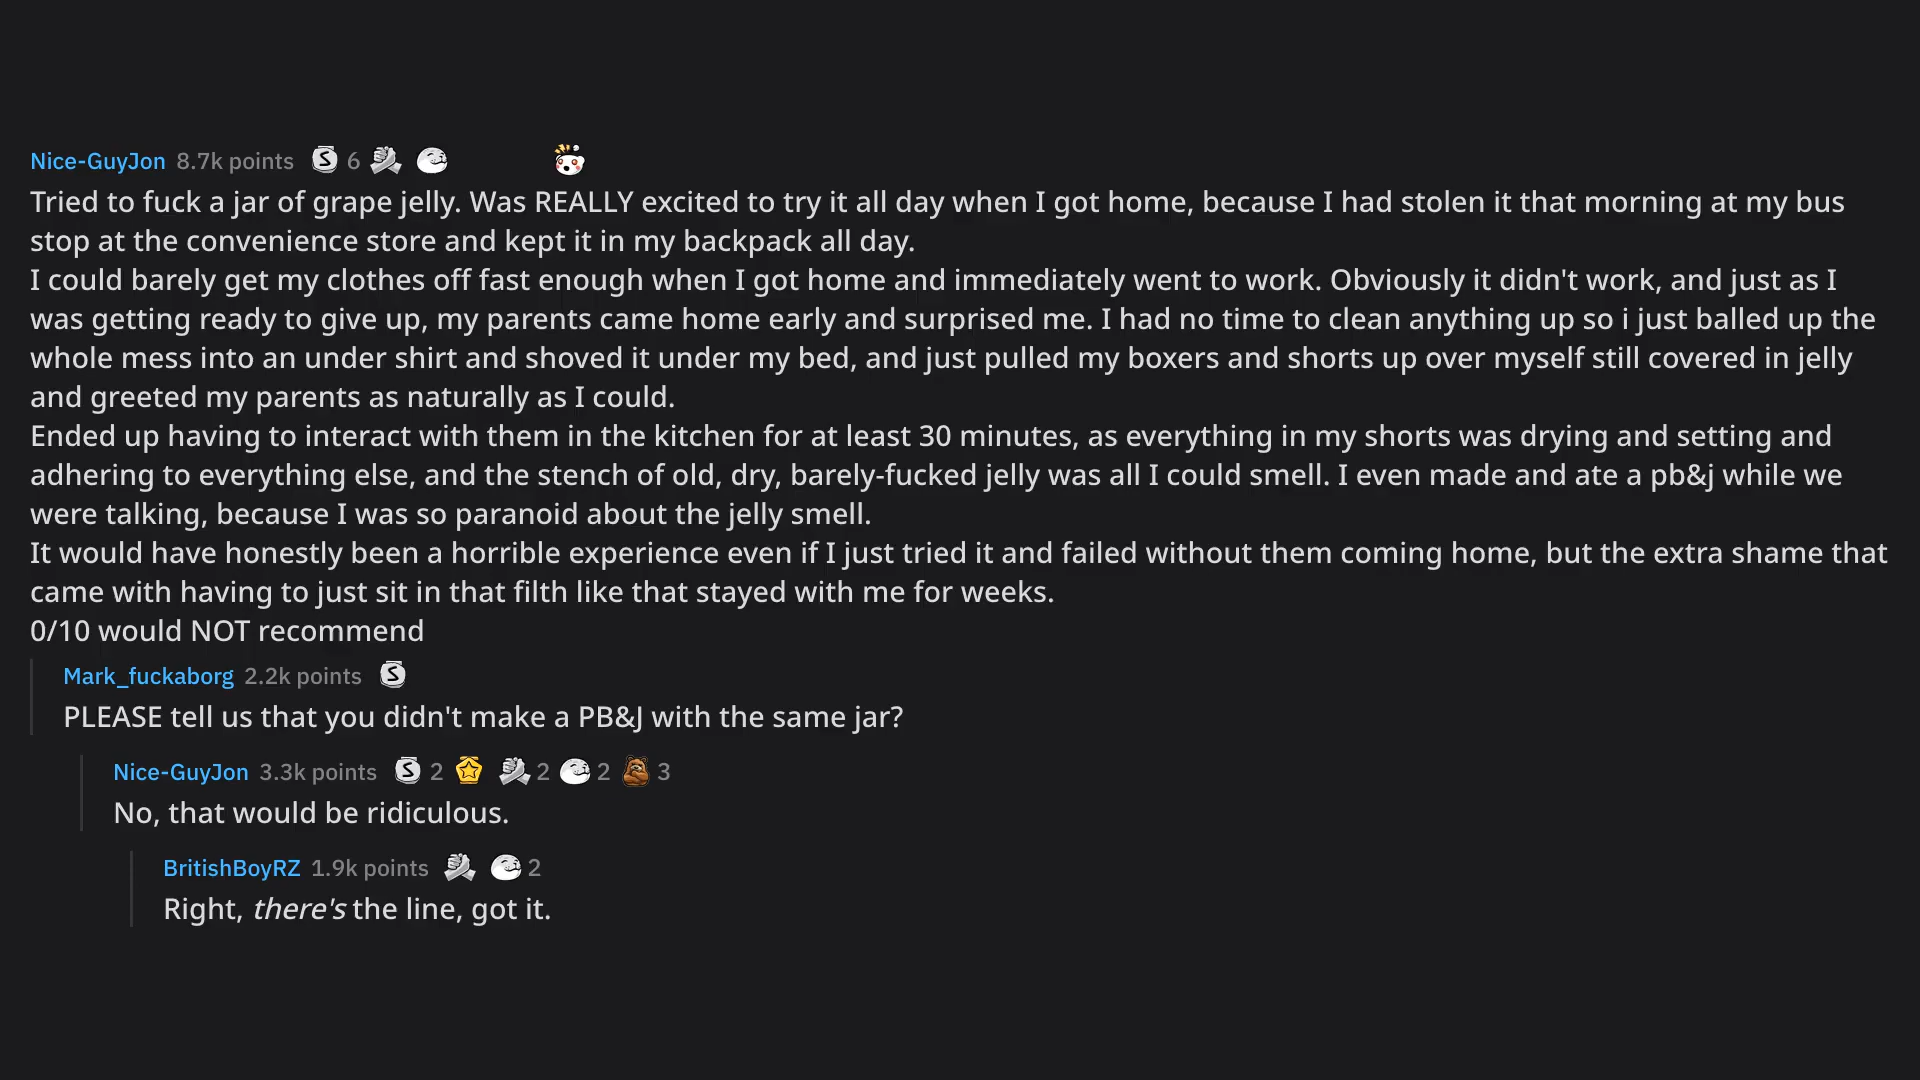 Nice-GuyJon 8.7k points 6
Tried to fuck a jar of grape jelly. Was REALLY excited to try it all day when I got home, because I had stolen it that morning at my bus
stop at the convenience store and kept it in my backpack all day.
I could barely get my clothes off fast enough when I got home and immediately went to work. Obviously it didn't work, and just as I
was getting ready to give up, my parents came home early and surprised me. I had no time to clean anything up so i just balled up the
whole mess into an under shirt and shoved it under my bed, and just pulled my boxers and shorts up over myself still covered in jelly
and greeted my parents as naturally as I could.
Ended up having to interact with them in the kitchen for at least 30 minutes, as everything in my shorts was drying and setting and
adhering to everything else, and the stench of old, dry, barely-fucked jelly was all I could smell. I even made and ate a pb&j while we
were talking, because I was so paranoid about the jelly smell.
It would have honestly been a horrible experience even if I just tried it and failed without them coming home, but the extra shame that
came with having to just sit in that filth like that stayed with me for weeks.
0/10 would NOT recommend
Mark_fuckaborg 2.2k points
PLEASE tell us that you didn't make a PB&J with the same jar?
Nice-GuyJon 3.3k points 2 2 2 3
No, that would be ridiculous.
BritishBoyRZ 1.9k points 2
Right, there's the line, got it.